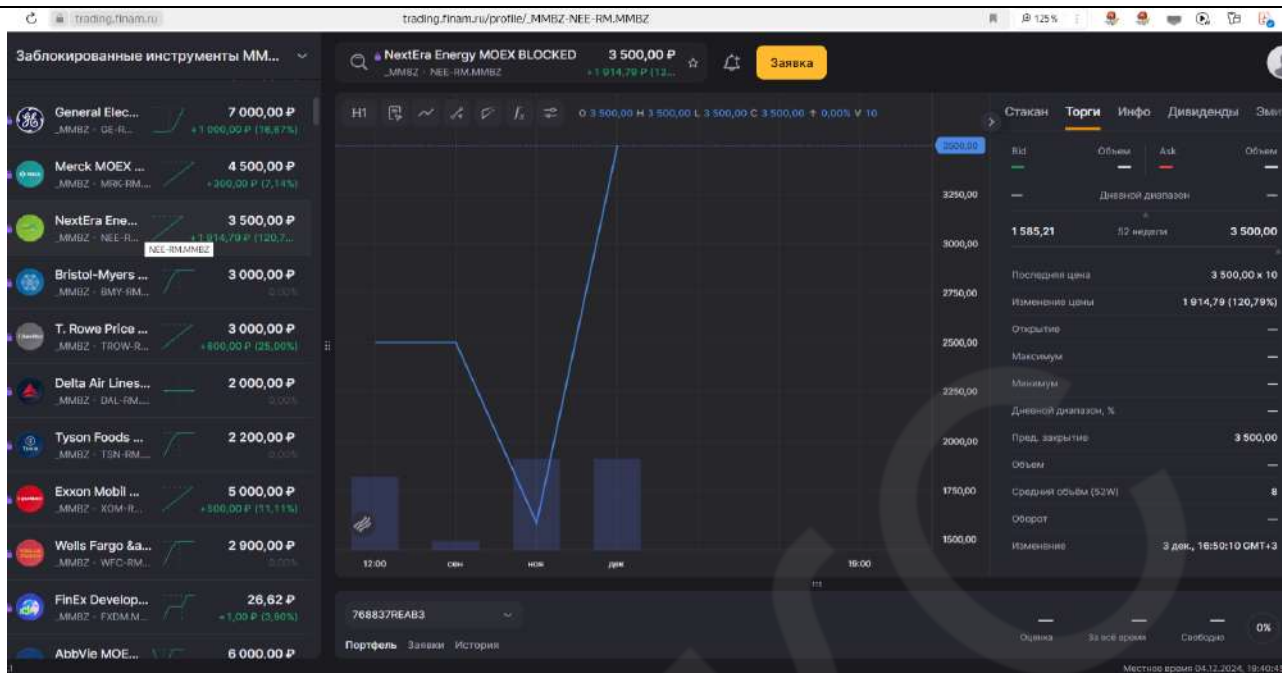 trading.finam.ru
trading.finam.ru/profile/_MMBZ-NEE-RM.MMBZ
125 %
Заблокированные инструменты MM...
General Elec...
7 000,00 ₽
_MMBZ - GE-R...
+1 000,00 ₽ (16,67%)
Merck MOEX ...
4 500,00 ₽
_MMBZ - MRK-RM....
+300,00 ₽ (7,14%)
NextEra Ene...
3 500,00 ₽
_MMBZ - NEE-R...
+1 914,79 ₽ (120,7...
NEE-RM.MMBZ
Bristol-Myers ...
3 000,00 ₽
_MMBZ - BMY-RM...
0,00%
T. Rowe Price ...
3 000,00 ₽
_MMBZ - TROW-R...
+600,00 ₽ (25,00%)
Delta Air Lines...
2 000,00 ₽
_MMBZ - DAL-RM....
0,00%
Tyson Foods ...
2 200,00 ₽
_MMBZ - TSN-RM....
0,00%
Exxon Mobil ...
5 000,00 ₽
_MMBZ - XOM-R...
+500,00 ₽ (11,11%)
Wells Fargo &a...
2 900,00 ₽
_MMBZ - WFC-RM...
0,00%
FinEx Develop...
26,62 ₽
_MMBZ - FXDM.M...
+1,00 ₽ (3,90%)
AbbVie MOE...
6 000,00 ₽
NextEra Energy MOEX BLOCKED
3 500,00 ₽
_MMBZ - NEE-RM.MMBZ
+1 914,79 ₽ (12...
Заявка
H1
O 3 500,00 H 3 500,00 L 3 500,00 C 3 500,00 0,00% V 10
3500,00
3250,00
3000,00
2750,00
2500,00
2250,00
2000,00
1750,00
1500,00
12:00 сен ноя дек 19:00
768837REAB3
Портфель Заявки История
Оценка За всё время Свободно
0%
Стакан Торги Инфо Дивиденды
Bid Объем Ask Объем
Дневной диапазон
1 585,21 52 недели 3 500,00
Последняя цена 3 500,00 x 10
Изменение цены 1 914,79 (120,79%)
Открытие —
Максимум —
Минимум —
Дневной диапазон, % —
Пред. закрытие 3 500,00
Объем —
Средний объём (52W) 8
Оборот —
Изменение 3 дек., 16:50:10 GMT+3
Местное время 04.12.2024, 19:40:45